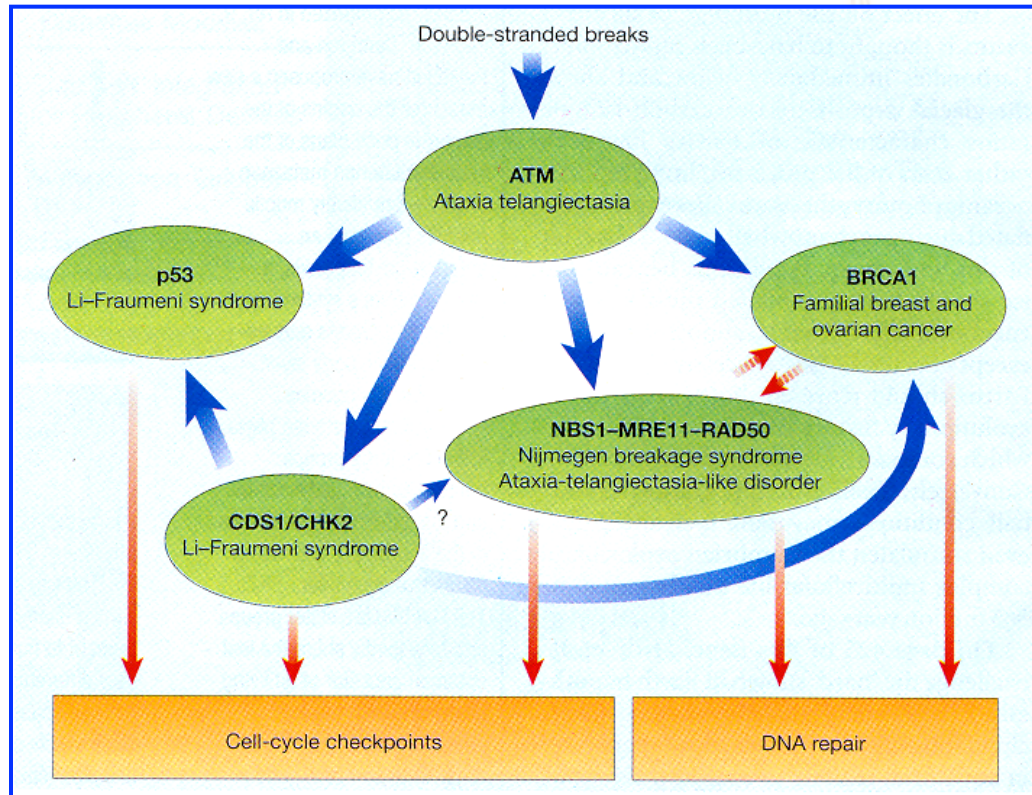 Double-stranded breaks
ATM
Ataxia telangiectasia
p53
Li–Fraumeni syndrome
BRCA1
Familial breast and
ovarian cancer
NBS1–MRE11–RAD50
Nijmegen breakage syndrome
Ataxia-telangiectasia-like disorder
?
CDS1/CHK2
Li–Fraumeni syndrome
Cell-cycle checkpoints
DNA repair